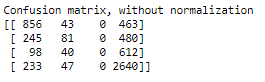 Confusion matrix, without normalization
[[ 856 43 0 463]
[ 245 81 0 480]
[ 98 40 0 612]
[ 233 47 0 2640]]